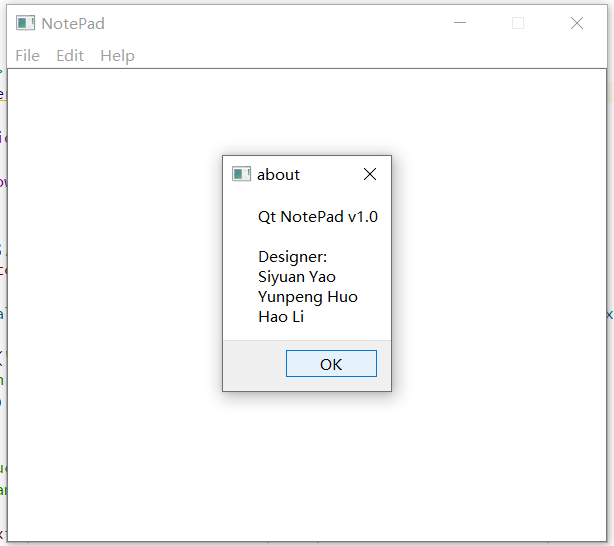 NotePad
File Edit Help
about
Qt NotePad v1.0
Designer:
Siyuan Yao
Yunpeng Huo
Hao Li
OK